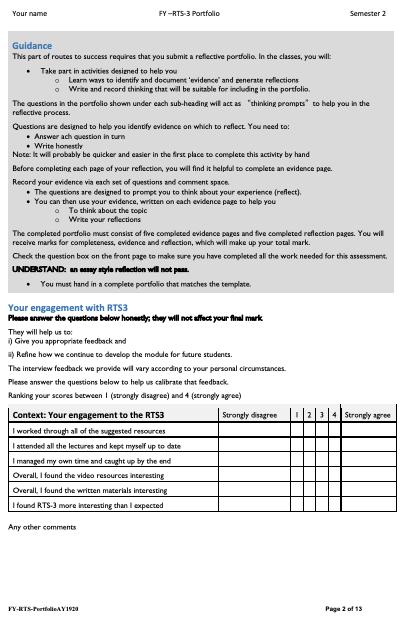 Your name FY –RTS-3 Portfolio Semester 2
Guidance
This part of routes to success requires that you submit a reflective portfolio. In the classes, you will:
• Take part in activities designed to help you
o Learn ways to identify and document 'evidence' and generate reflections
o Write and record thinking that will be suitable for including in the portfolio.
The questions in the portfolio shown under each sub-heading will act as "thinking prompts" to help you in the
reflective process.
Questions are designed to help you identify evidence on which to reflect. You need to:
• Answer ach question in turn
• Write honestly
Note: It will probably be quicker and easier in the first place to complete this activity by hand
Before completing each page of your reflection, you will find it helpful to complete an evidence page.
Record your evidence via each set of questions and comment space.
• The questions are designed to prompt you to think about your experience (reflect).
• You can then use your evidence, written on each evidence page to help you
o To think about the topic
o Write your reflections
The completed portfolio must consist of five completed evidence pages and five completed reflection pages. You will
receive marks for completeness, evidence and reflection, which will make up your total mark.
Check the question box on the front page to make sure you have completed all the work needed for this assessment.
UNDERSTAND: an essay style reflection will not pass.
• You must hand in a complete portfolio that matches the template.
Your engagement with RTS3
Please answer the questions below honestly; they will not affect your final mark.
They will help us to:
i) Give you appropriate feedback and
ii) Refine how we continue to develop the module for future students.
The interview feedback we provide will vary according to your personal circumstances.
Please answer the questions below to help us calibrate that feedback.
Ranking your scores between 1 (strongly disagree) and 4 (strongly agree)
Context: Your engagement to the RTS3 Strongly disagree 1 2 3 4 Strongly agree
I worked through all of the suggested resources
I attended all the lectures and kept myself up to date
I managed my own time and caught up by the end
Overall, I found the video resources interesting
Overall, I found the written materials interesting
I found RTS-3 more interesting than I expected
Any other comments
FY-RTS-PortfolioAY1920 Page 2 of 13